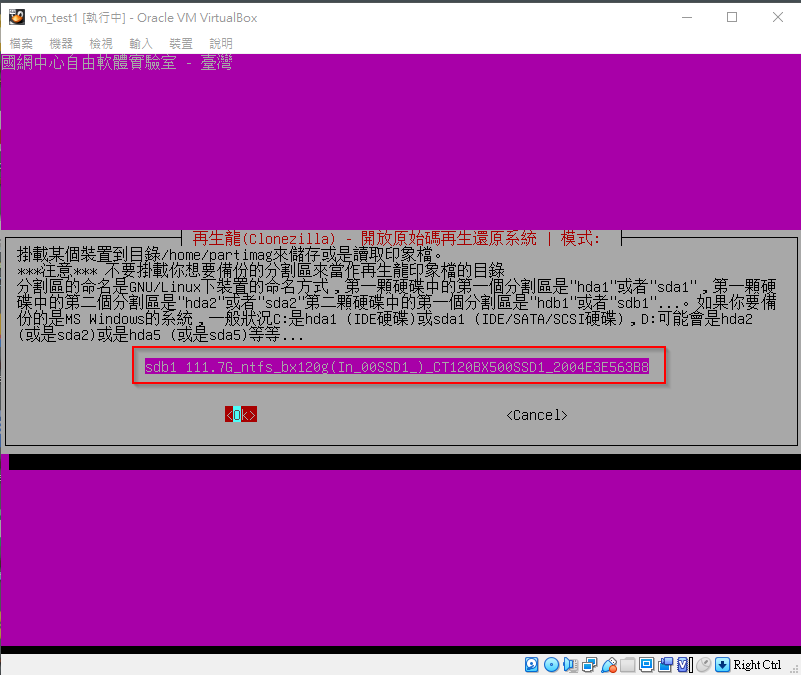 vm_test1 [執行中] - Oracle VM VirtualBox
檔案 機器 檢視 輸入 裝置 說明
國網中心自由軟體實驗室 - 臺灣
再生龍(Clonezilla) - 開放原始碼再生還原系統 | 模式:
掛載某個裝置到目錄/home/partimag來儲存或是讀取印象檔。
***注意*** 不要掛載你想要備份的分割區來當作再生龍印象檔的目錄
分割區的命名是GNU/Linux下裝置的命名方式，第一顆硬碟中的第一個分割區是"hda1"或者"sda1"，第一顆硬
碟中的第二個分割區是"hda2"或者"sda2"第二顆硬碟中的第一個分割區是"hdb1"或者"sdb1"...。如果你要備
份的是MS Windows的系統，一般狀況C:是hda1 (IDE硬碟)或sda1 (IDE/SATA/SCSI硬碟)，D:可能會是hda2
(或是sda2)或是hda5 (或是sda5)等等...
sdb1 111.7G_ntfs_bx120g(In_00SSD1_)_CT120BX500SSD1_2004E3E563B8
<Ok> <Cancel>
Right Ctrl